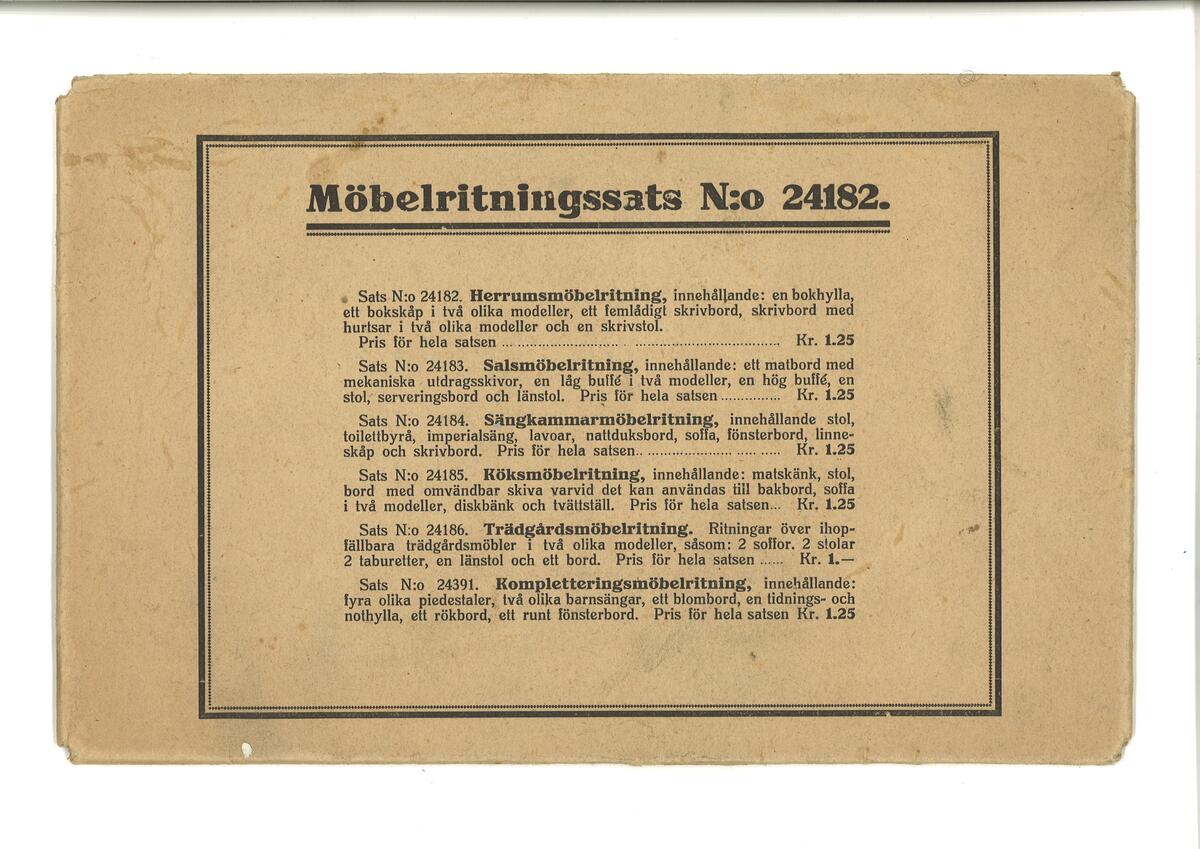 Möbelritningssats N:o 24182.
Sats N:o 24182. Herrumsmöbelritning, innehållande: en bokhylla,
ett bokskåp i två olika modeller, ett femlådigt skrivbord, skrivbord med
hurtsar i två olika modeller och en skrivstol.
Pris för hela satsen ........................... ................................. Kr. 1.25
Sats N:o 24183. Salsmöbelritning, innehållande: ett matbord med
mekaniska utdragsskivor, en låg buffé i två modeller, en hög buffé, en
stol, serveringsbord och länstol. Pris för hela satsen ............... Kr. 1.25
Sats N:o 24184. Sängkammarmöbelritning, innehållande stol,
toilettbyrå, imperialsäng, lavoar, nattduksbord, soffa, fönsterbord, linne-
skåp och skrivbord. Pris för hela satsen.. .................... ..... ..... Kr. 1.25
Sats N:o 24185. Köksmöbelritning, innehållande: matskänk, stol,
bord med omvändbar skiva varvid det kan användas till bakbord, soffa
i två modeller, diskbänk och tvättställ. Pris för hela satsen... Kr. 1.25
Sats N:o 24186. Trädgårdsmöbelritning. Ritningar över ihop-
fällbara trädgårdsmöbler i två olika modeller, såsom: 2 soffor. 2 stolar
2 taburetter, en länstol och ett bord. Pris för hela satsen ...... Kr. 1.—
Sats N:o 24391. Kompletteringsmöbelritning, innehållande:
fyra olika piedestaler, två olika barnsängar, ett blombord, en tidnings- och
nothylla, ett rökbord, ett runt fönsterbord. Pris för hela satsen Kr. 1.25